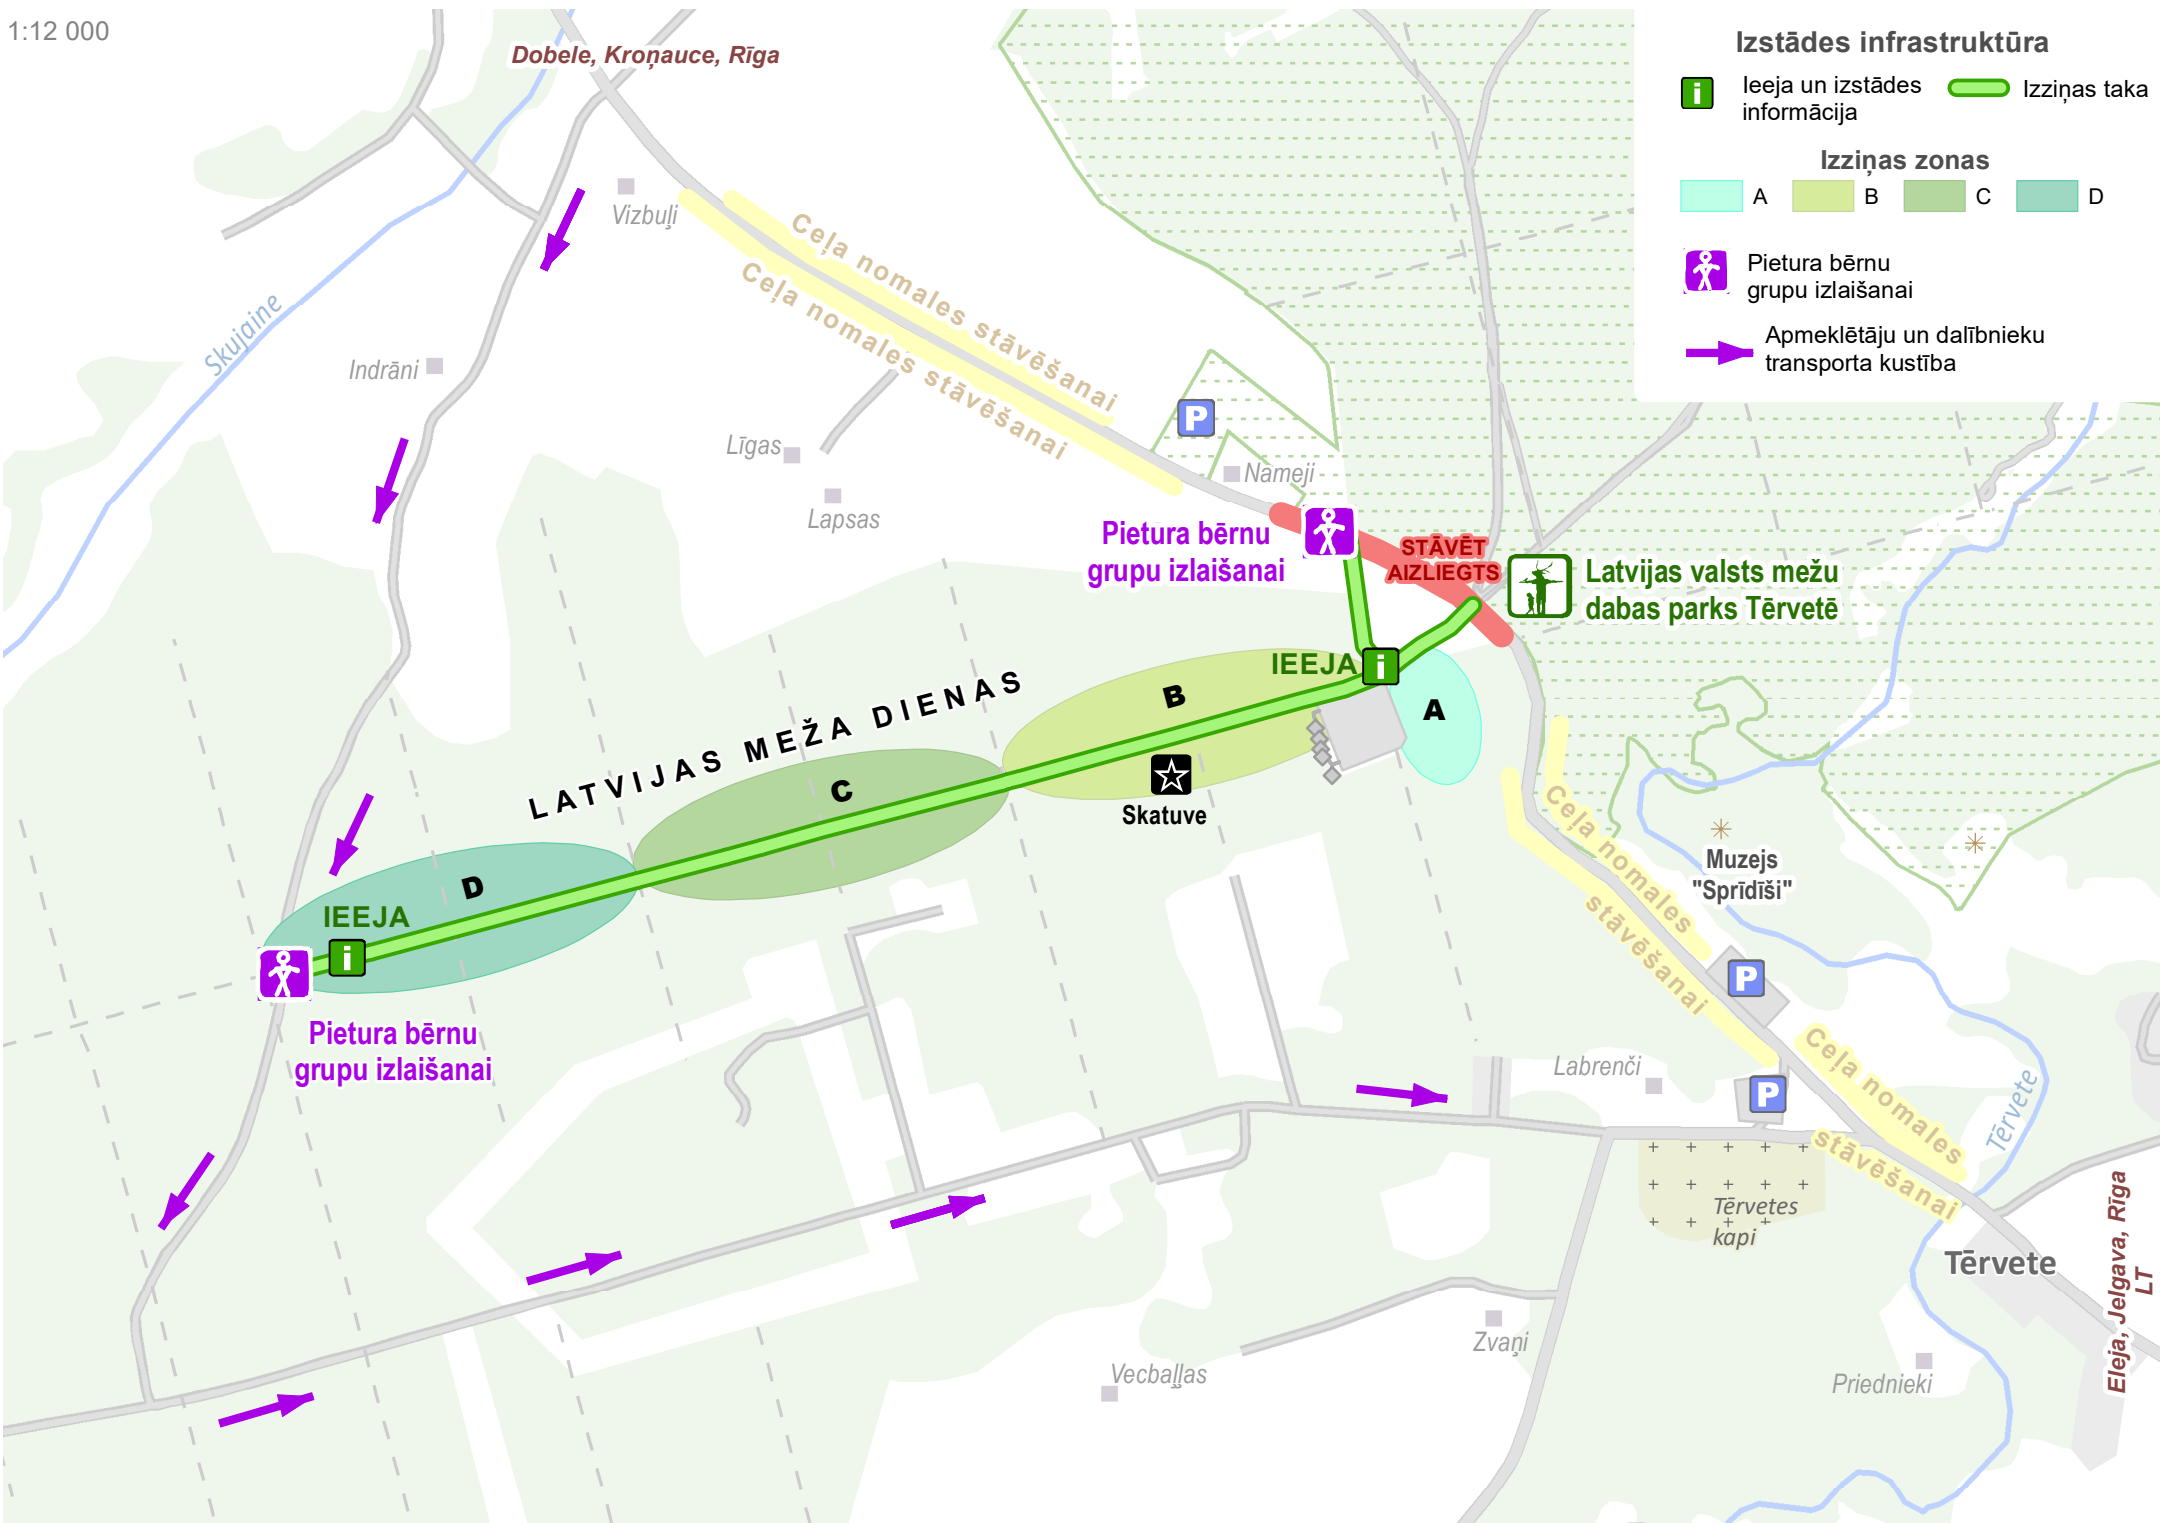 1:12 000
Dobele, Kroņauce, Rīga
Izstādes infrastruktūra
i
Ieeja un izstādes
informācija
Izziņas taka
Izziņas zonas
A
B
C
D
Pietura bērnu
grupu izlaišanai
Apmeklētāju un dalībnieku
transporta kustība
Vizbuļi
Ceļa nomales stāvēšanai
Ceļa nomales stāvēšanai
Skujaine
Indrāni
Līgas
Lapsas
P
Nameji
Pietura bērnu
grupu izlaišanai
STĀVĒT
AIZLIEGTS
Latvijas valsts mežu
dabas parks Tērvetē
IEEJA
i
LATVIJAS MEŽA DIENAS
A
B
C
D
Skatuve
IEEJA
i
Pietura bērnu
grupu izlaišanai
Ceļa nomales
stāvēšanai
Muzejs
"Sprīdīši"
P
Labrenči
P
Ceļa nomales
stāvēšanai
Tērvete
Tērvetes
kapi
Tērvete
Eleja, Jelgava, Rīga
LT
Zvaņi
Vecbaļļas
Priednieki